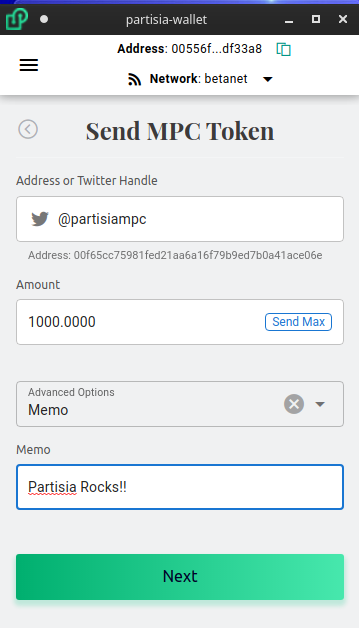 partisia-wallet
Address: 00556f...df33a8
Network: betanet
Send MPC Token
Address or Twitter Handle
@partisiampc
Address: 00f65cc75981fed21aa6a16f79b9ed7b0a41ace06e
Amount
1000.0000 Send Max
Advanced Options
Memo
Memo
Partisia Rocks!!
Next